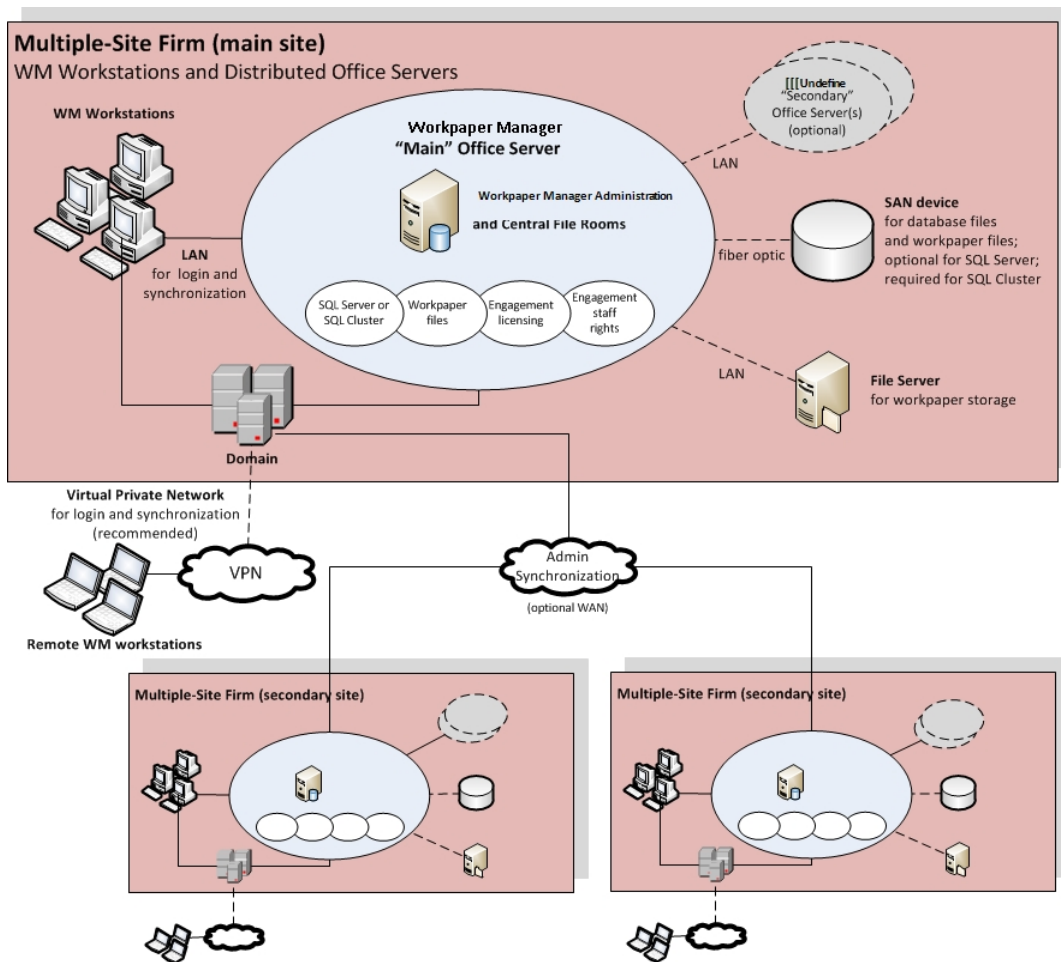 Multiple-Site Firm (main site)
WM Workstations and Distributed Office Servers
WM Workstations
LAN
for login and
synchronization
Workpaper Manager
"Main" Office Server
Workpaper Manager Administration
and Central File Rooms
SQL Server or
SQL Cluster
Workpaper
files
Engagement
licensing
Engagement
staff
rights
[[[Undefine
"Secondary"
Office Server(s)
(optional)
LAN
fiber optic
SAN device
for database files
and workpaper files;
optional for SQL Server;
required for SQL Cluster
LAN
File Server
for workpaper storage
Domain
Virtual Private Network
for login and synchronization
(recommended)
VPN
Remote WM workstations
Admin
Synchronization
(optional WAN)
Multiple-Site Firm (secondary site)
Multiple-Site Firm (secondary site)